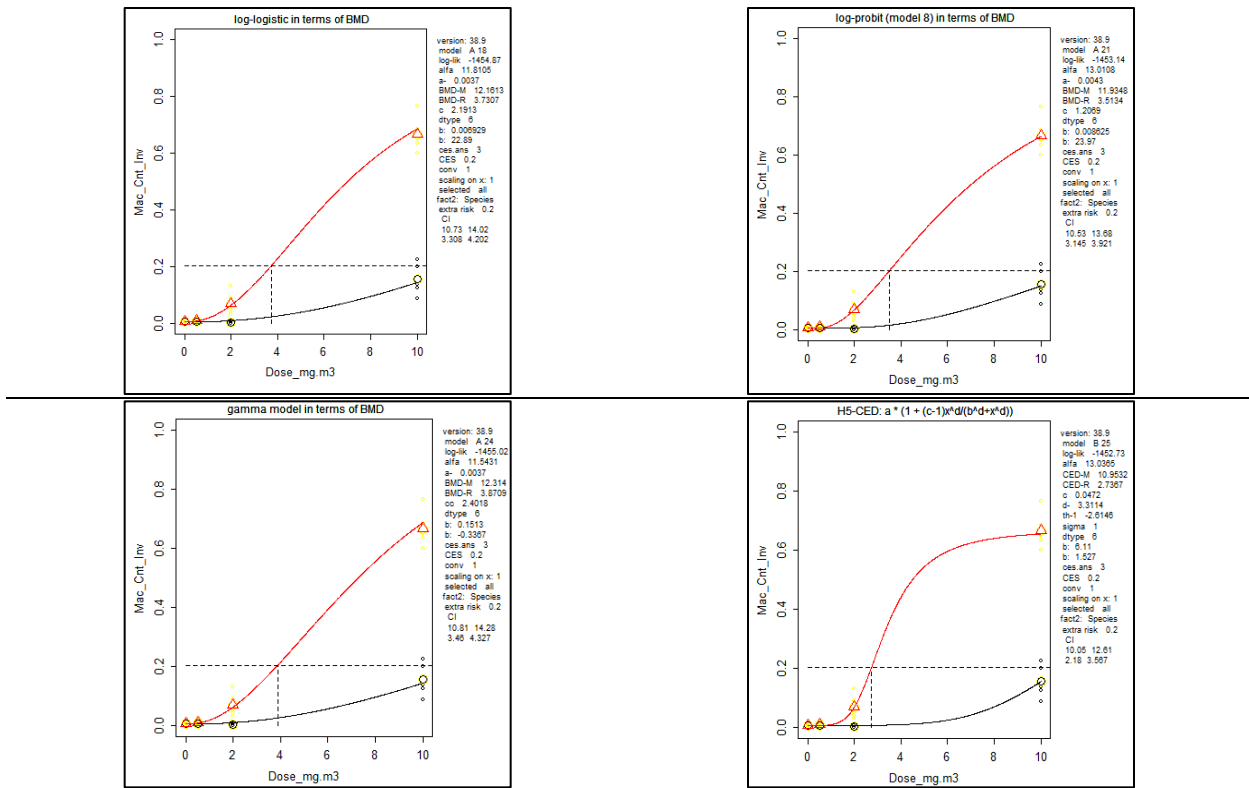 log-logistic in terms of BMD
Mac_Cnt_Inv
1.0
0.8
0.6
0.4
0.2
0.0
0 2 4 6 8 10
Dose_mg.m3
version: 38.9
model A 18
log-lik -1454.87
alfa 11.8105
a- 0.0037
BMD-M 12.1613
BMD-R 3.7307
c 2.1913
dtype 6
b: 0.006929
b: 22.89
ces.ans 3
CES 0.2
conv 1
scaling on x: 1
selected all
fact2: Species
extra risk 0.2
CI
10.73 14.02
3.308 4.202
log-probit (model 8) in terms of BMD
Mac_Cnt_Inv
1.0
0.8
0.6
0.4
0.2
0.0
0 2 4 6 8 10
Dose_mg.m3
version: 38.9
model A 21
log-lik -1453.14
alfa 13.0108
a- 0.0043
BMD-M 11.9348
BMD-R 3.5134
c 1.2069
dtype 6
b: 0.008625
b: 23.97
ces.ans 3
CES 0.2
conv 1
scaling on x: 1
selected all
fact2: Species
extra risk 0.2
CI
10.53 13.68
3.145 3.921
gamma model in terms of BMD
Mac_Cnt_Inv
1.0
0.8
0.6
0.4
0.2
0.0
0 2 4 6 8 10
Dose_mg.m3
version: 38.9
model A 24
log-lik -1455.02
alfa 11.5431
a- 0.0037
BMD-M 12.314
BMD-R 3.8709
cc 2.4018
dtype 6
b: 0.1513
b: -0.3367
ces.ans 3
CES 0.2
conv 1
scaling on x: 1
selected all
fact2: Species
extra risk 0.2
CI
10.81 14.28
3.46 4.327
H5-CED: a * (1 + (c-1)x^d/(b^d+x^d))
Mac_Cnt_Inv
1.0
0.8
0.6
0.4
0.2
0.0
0 2 4 6 8 10
Dose_mg.m3
version: 38.9
model B 25
log-lik -1452.73
alfa 13.0365
CED-M 10.9532
CED-R 2.7367
c 0.0472
d- 3.3114
th-1 -2.6146
sigma 1
dtype 6
b: 6.11
b: 1.527
ces.ans 3
CES 0.2
conv 1
scaling on x: 1
selected all
fact2: Species
extra risk 0.2
CI
10.05 12.61
2.18 3.567